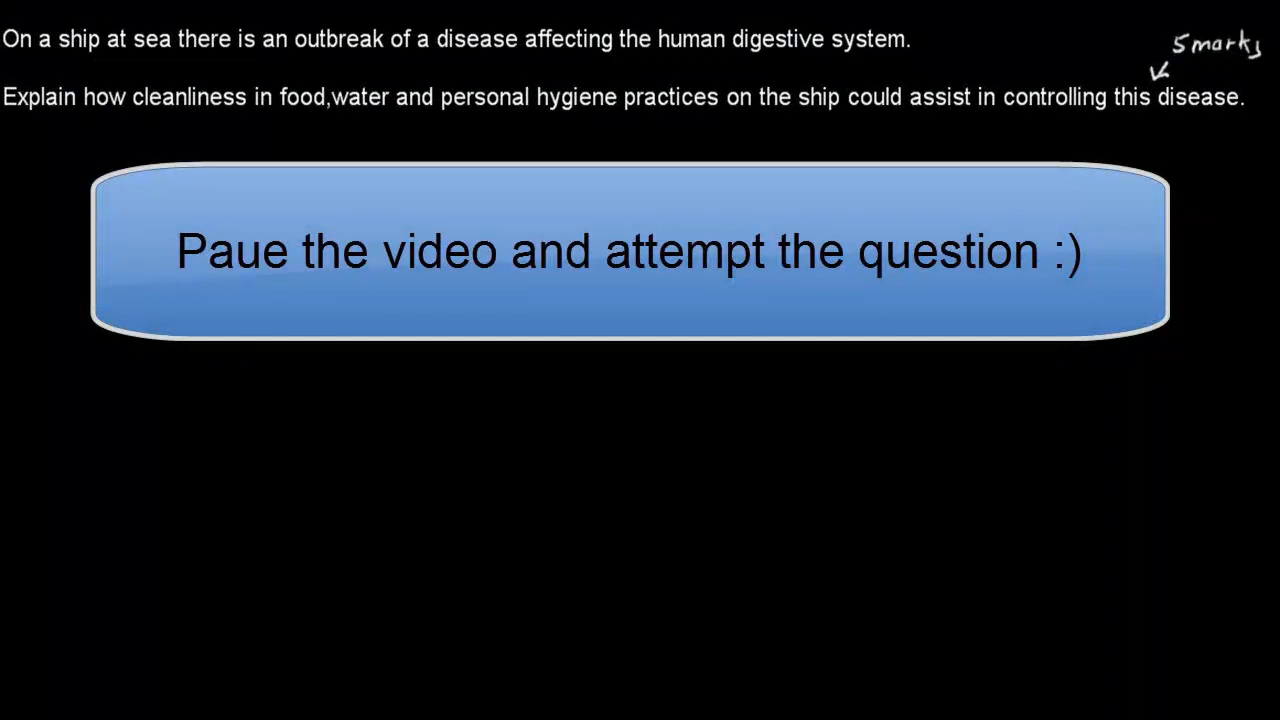 On a ship at sea there is an outbreak of a disease affecting the human digestive system.
5 marks
Explain how cleanliness in food,water and personal hygiene practices on the ship could assist in controlling this disease.
Paue the video and attempt the question :)